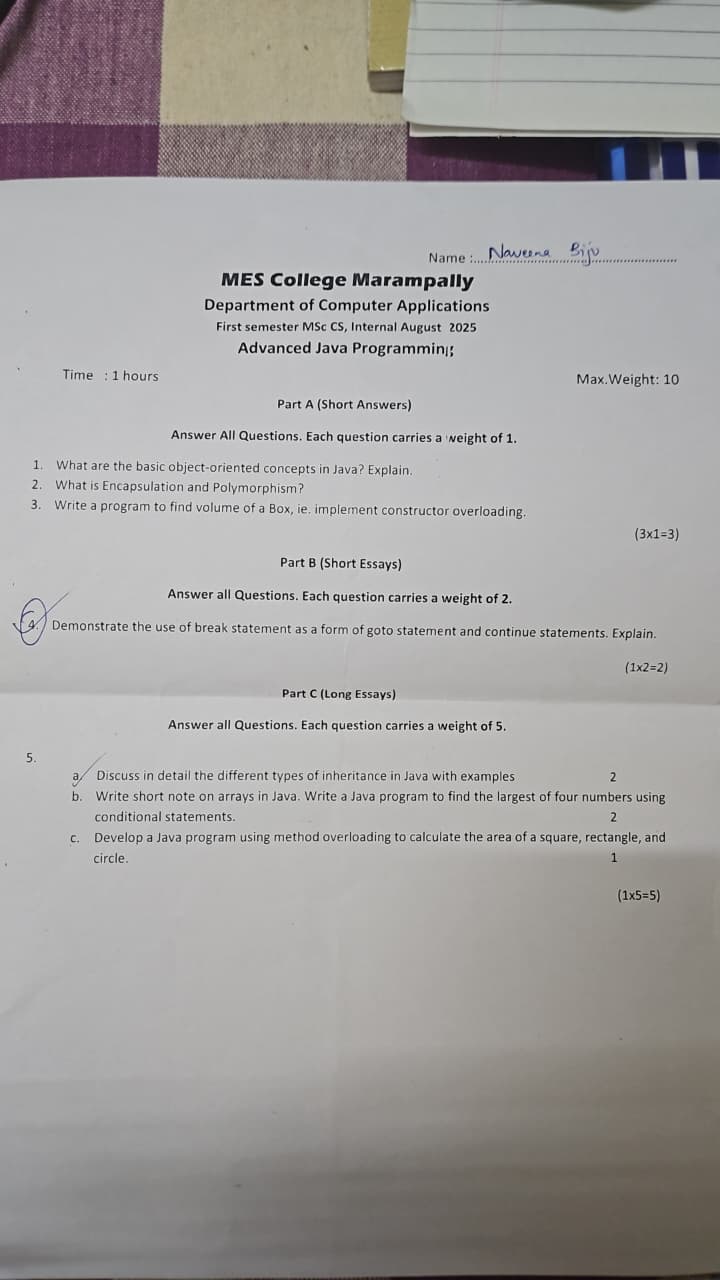 Name :.... Naveena Biju ....................
MES College Marampally
Department of Computer Applications
First semester MSc CS, Internal August 2025
Advanced Java Programming
Time : 1 hours
Max.Weight: 10
Part A (Short Answers)
Answer All Questions. Each question carries a weight of 1.
1. What are the basic object-oriented concepts in Java? Explain.
2. What is Encapsulation and Polymorphism?
3. Write a program to find volume of a Box, ie. implement constructor overloading.
(3x1=3)
Part B (Short Essays)
Answer all Questions. Each question carries a weight of 2.
4. Demonstrate the use of break statement as a form of goto statement and continue statements. Explain.
(1x2=2)
Part C (Long Essays)
Answer all Questions. Each question carries a weight of 5.
5.
a. Discuss in detail the different types of inheritance in Java with examples 2
b. Write short note on arrays in Java. Write a Java program to find the largest of four numbers using
conditional statements. 2
c. Develop a Java program using method overloading to calculate the area of a square, rectangle, and
circle. 1
(1x5=5)